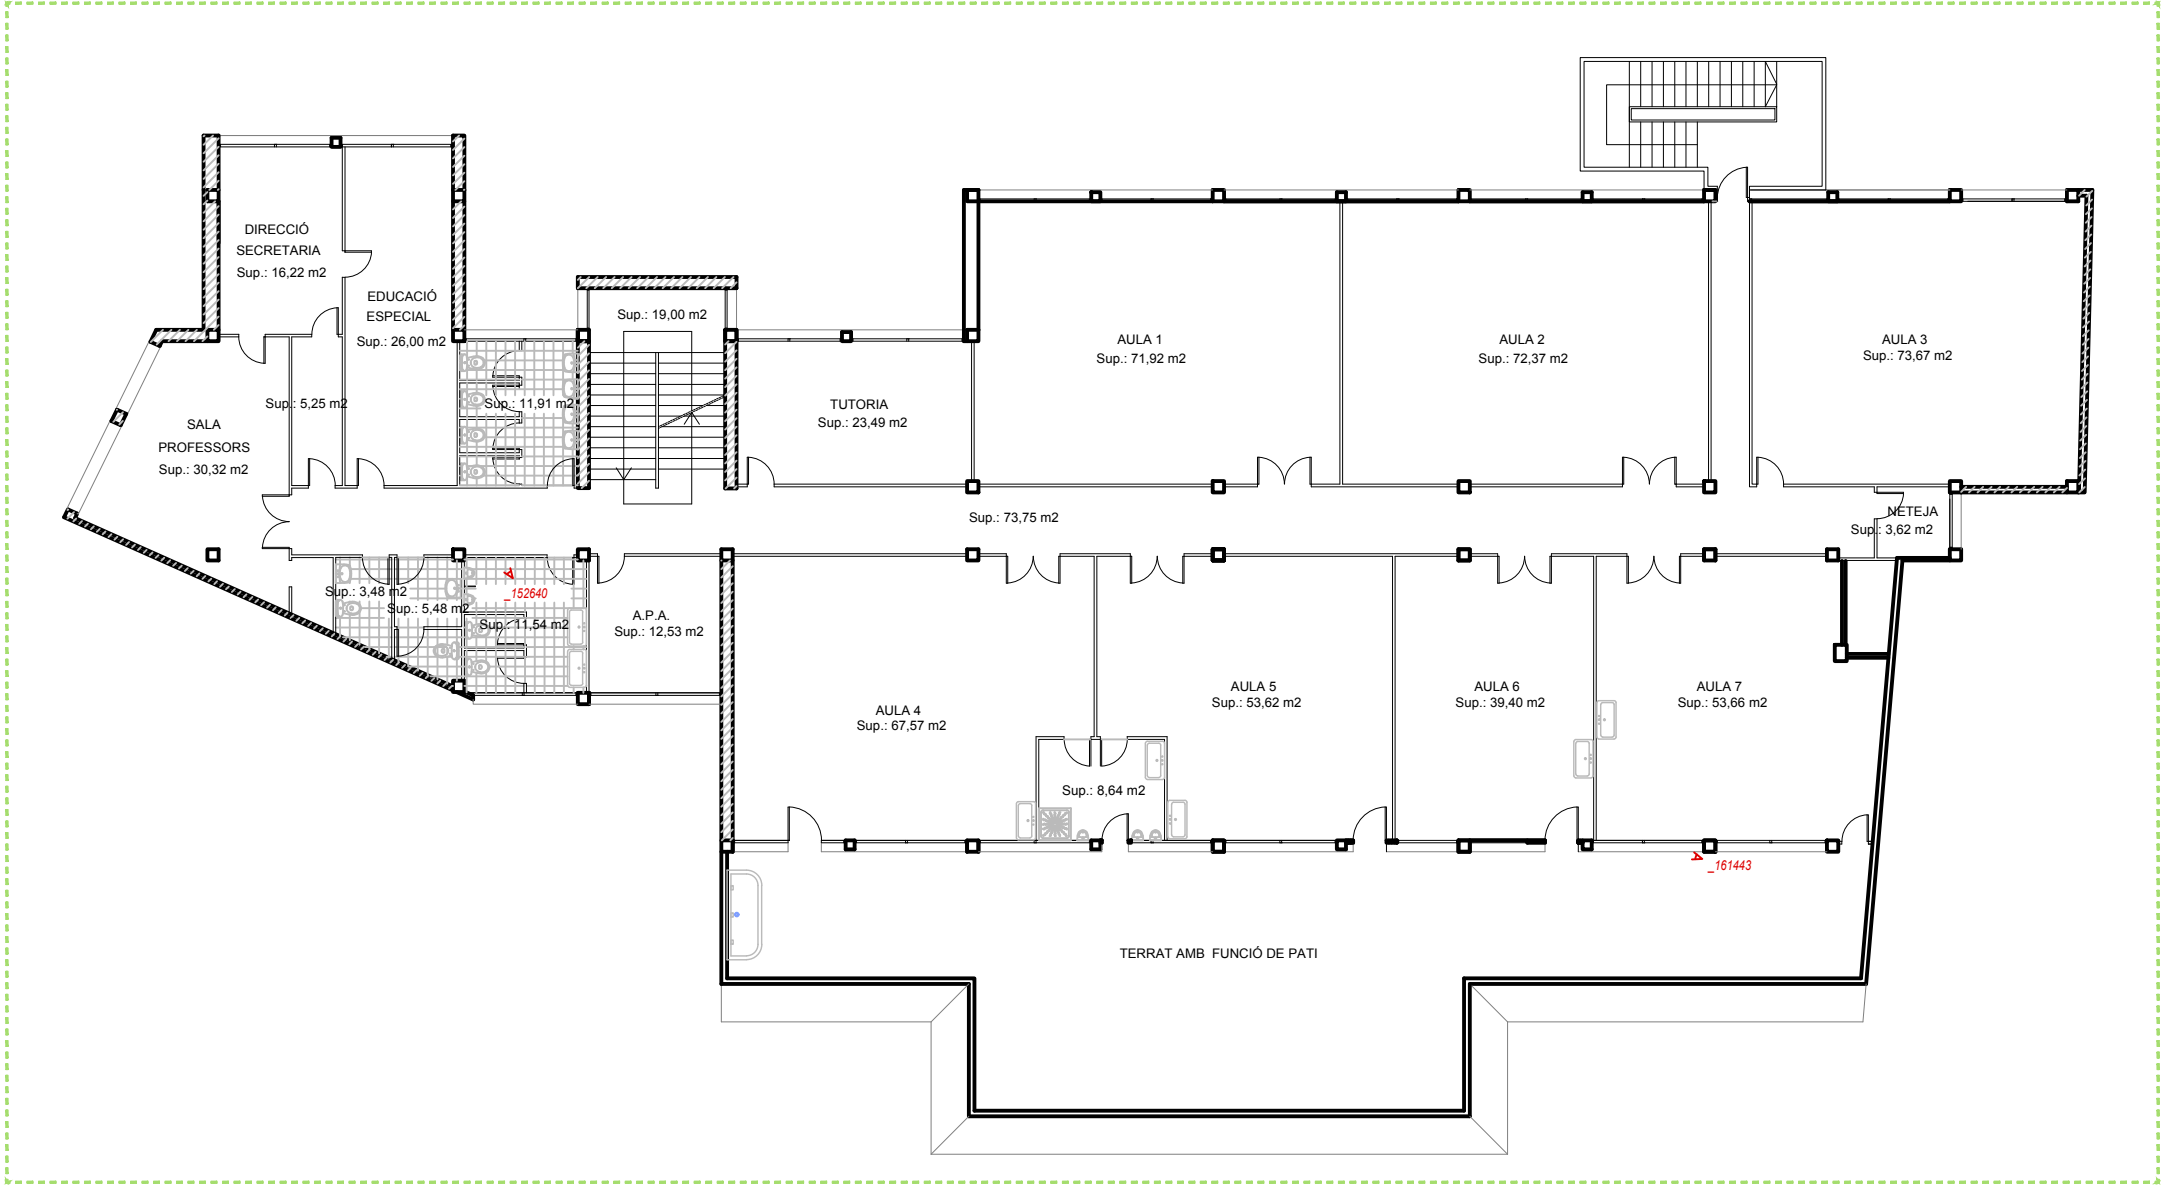 DIRECCIÓ
SECRETARIA
Sup.: 16,22 m2
EDUCACIÓ
ESPECIAL
Sup.: 26,00 m2
Sup.: 19,00 m2
AULA 1
Sup.: 71,92 m2
AULA 2
Sup.: 72,37 m2
AULA 3
Sup.: 73,67 m2
Sup.: 5,25 m2
Sup.: 11,91 m2
TUTORIA
Sup.: 23,49 m2
SALA
PROFESSORS
Sup.: 30,32 m2
Sup.: 73,75 m2
NETEJA
Sup.: 3,62 m2
Sup.: 3,48 m2
Sup.: 5,48 m2
_152640
Sup.: 11,54 m2
A.P.A.
Sup.: 12,53 m2
AULA 4
Sup.: 67,57 m2
AULA 5
Sup.: 53,62 m2
AULA 6
Sup.: 39,40 m2
AULA 7
Sup.: 53,66 m2
Sup.: 8,64 m2
_161443
TERRAT AMB FUNCIÓ DE PATI